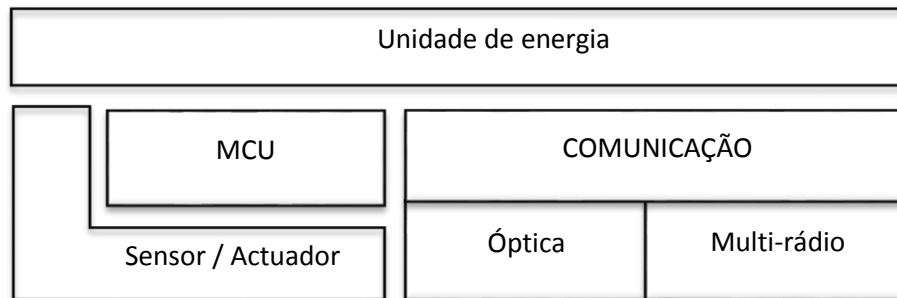 Unidade de energia
MCU
COMUNICAÇÃO
Sensor / Actuador
Óptica
Multi-rádio